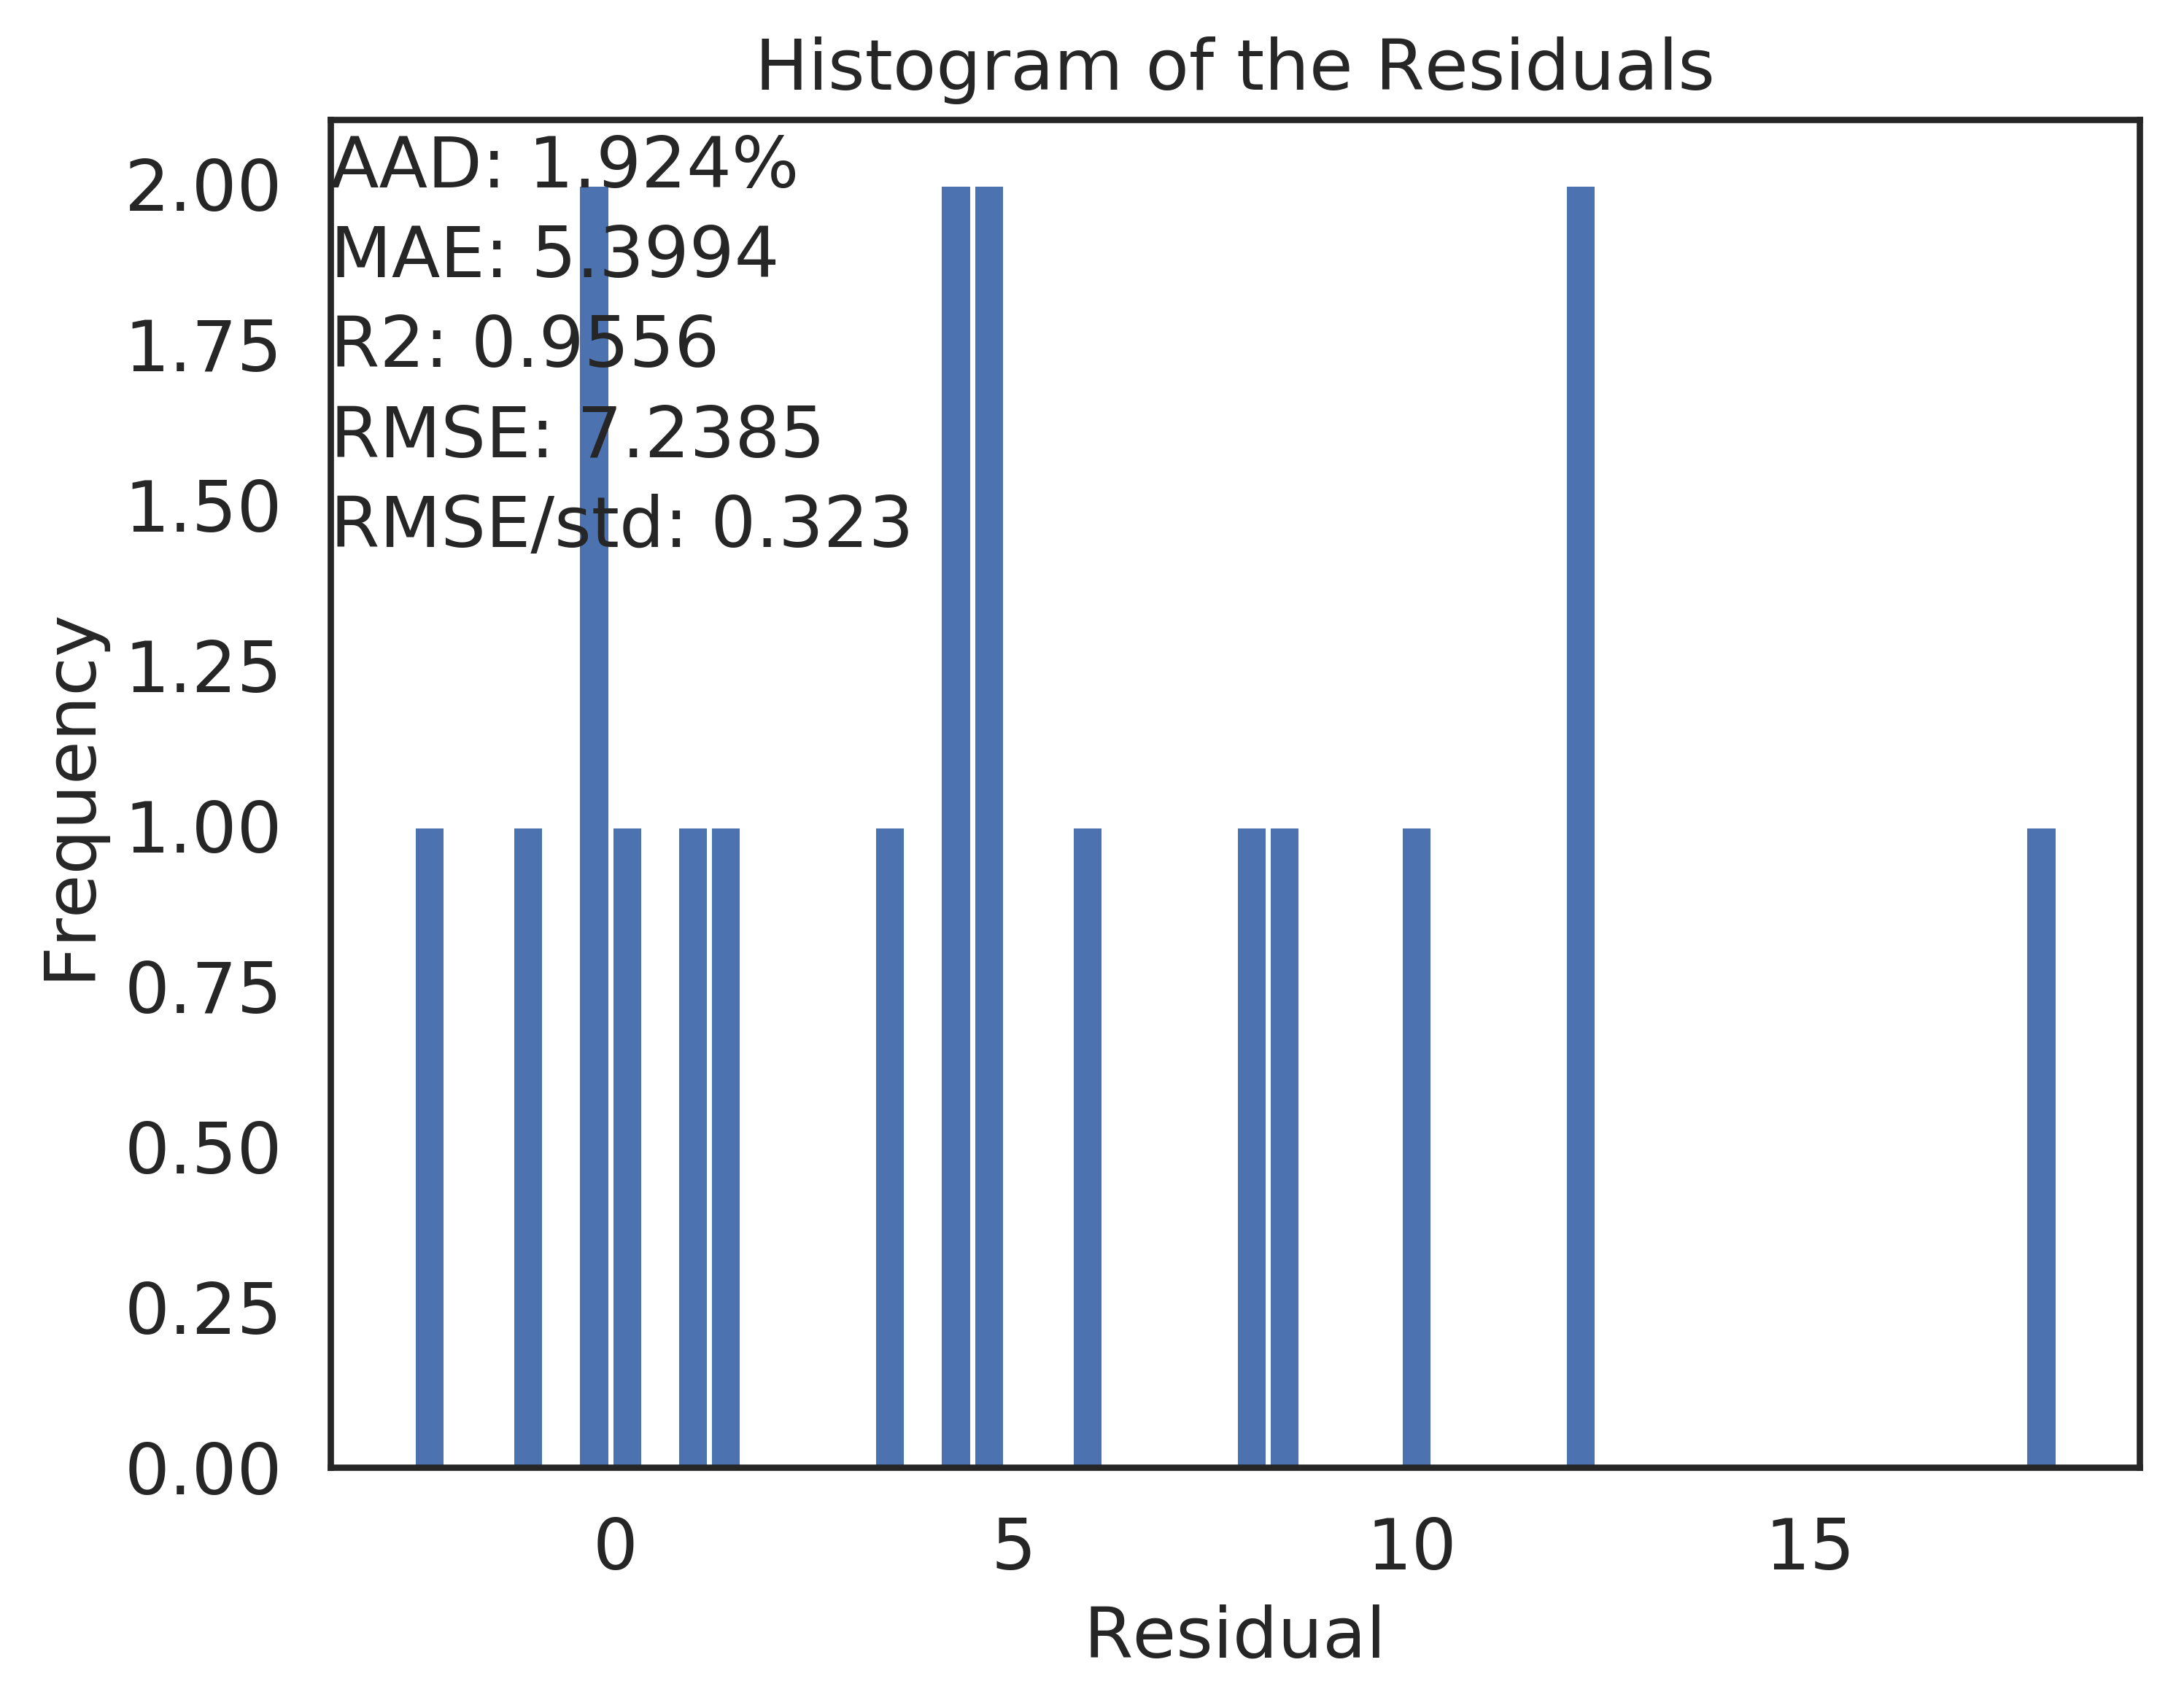 Histogram of the Residuals
AAD: 1.924%
MAE: 5.3994
R2: 0.9556
RMSE: 7.2385
RMSE/std: 0.323
2.00
1.75
1.50
1.25
1.00
0.75
0.50
0.25
0.00
Frequency
0 5 10 15
Residual